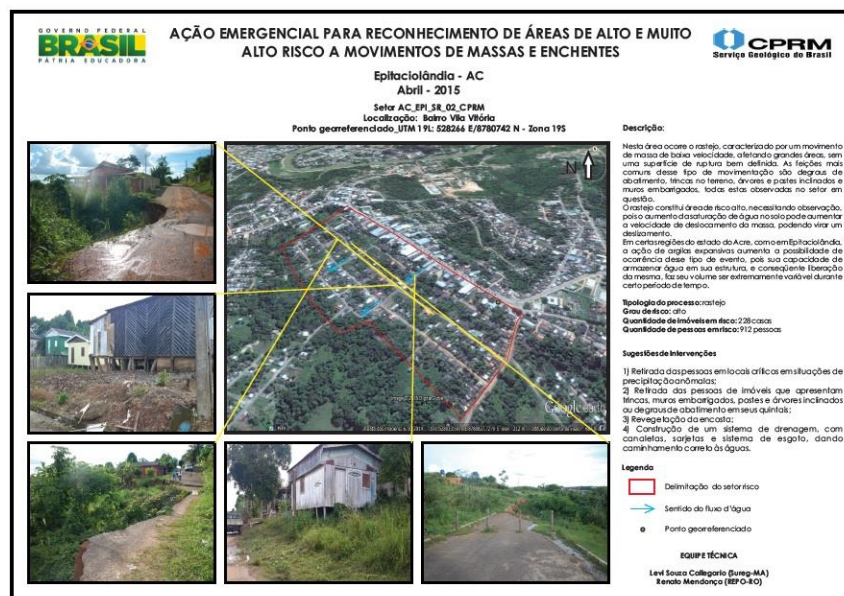 GOVERNO FEDERAL
BRASIL
PÁTRIA EDUCADORA
AÇÃO EMERGENCIAL PARA RECONHECIMENTO DE ÁREAS DE ALTO E MUITO
ALTO RISCO A MOVIMENTOS DE MASSAS E ENCHENTES
CPRM
Serviço Geológico do Brasil
Epitaciolândia - AC
Abril - 2015
Setor AC_EPI_SR_02_CPRM
Localização: Bairro Vila Vitória
Ponto georreferenciado_UTM 19L: 528266 E/8780742 N - Zona 19S
N
Google earth
Descrição:
Nesta área ocorre o rastejo, caracterizado por um movimento
de massa de baixa velocidade, afetando grandes áreas, sem
uma superfície de ruptura bem definida. As feições mais
comuns desse tipo de movimentação são degraus de
abatimento, trincas no terreno, árvores e postes inclinados e
muros embarrigados, todas estas observadas no setor em
questão.
O rastejo constitui área de risco alto, necessitando observação,
pois o aumento da saturação de água no solo pode aumentar
a velocidade de deslocamento da massa, podendo virar um
deslizamento.
Em certas regiões do estado do Acre, como em Epitaciolândia,
a ação de argilas expansivas aumenta a possibilidade de
ocorrência desse tipo de evento, pois sua capacidade de
armazenar água em sua estrutura, e conseqüente liberação
da mesma, faz seu volume ser extremamente variável durante
certo período de tempo.
Tipologia do processo: rastejo
Grau de risco: alto
Quantidade de imóveis em risco: 228 casas
Quantidade de pessoas em risco: 912 pessoas
Sugestões de Intervenções
1) Retirada das pessoas em locais críticos em situações de
precipitação anômalas;
2) Retirada das pessoas de imóveis que apresentam
trincas, muros embarrigados, postes e árvores inclinados
ou degraus de abatimento em seus quintais;
3) Revegetação da encosta;
4) Construção de um sistema de drenagem, com
canaletas, sarjetas e sistema de esgoto, dando
caminhamento correto às águas.
Legenda
Delimitação do setor risco
Sentido do fluxo d'água
Ponto georreferenciado
EQUIPE TÉCNICA
Levi Souza Callegario (Sureg-MA)
Renato Mendonça (REPO-RO)